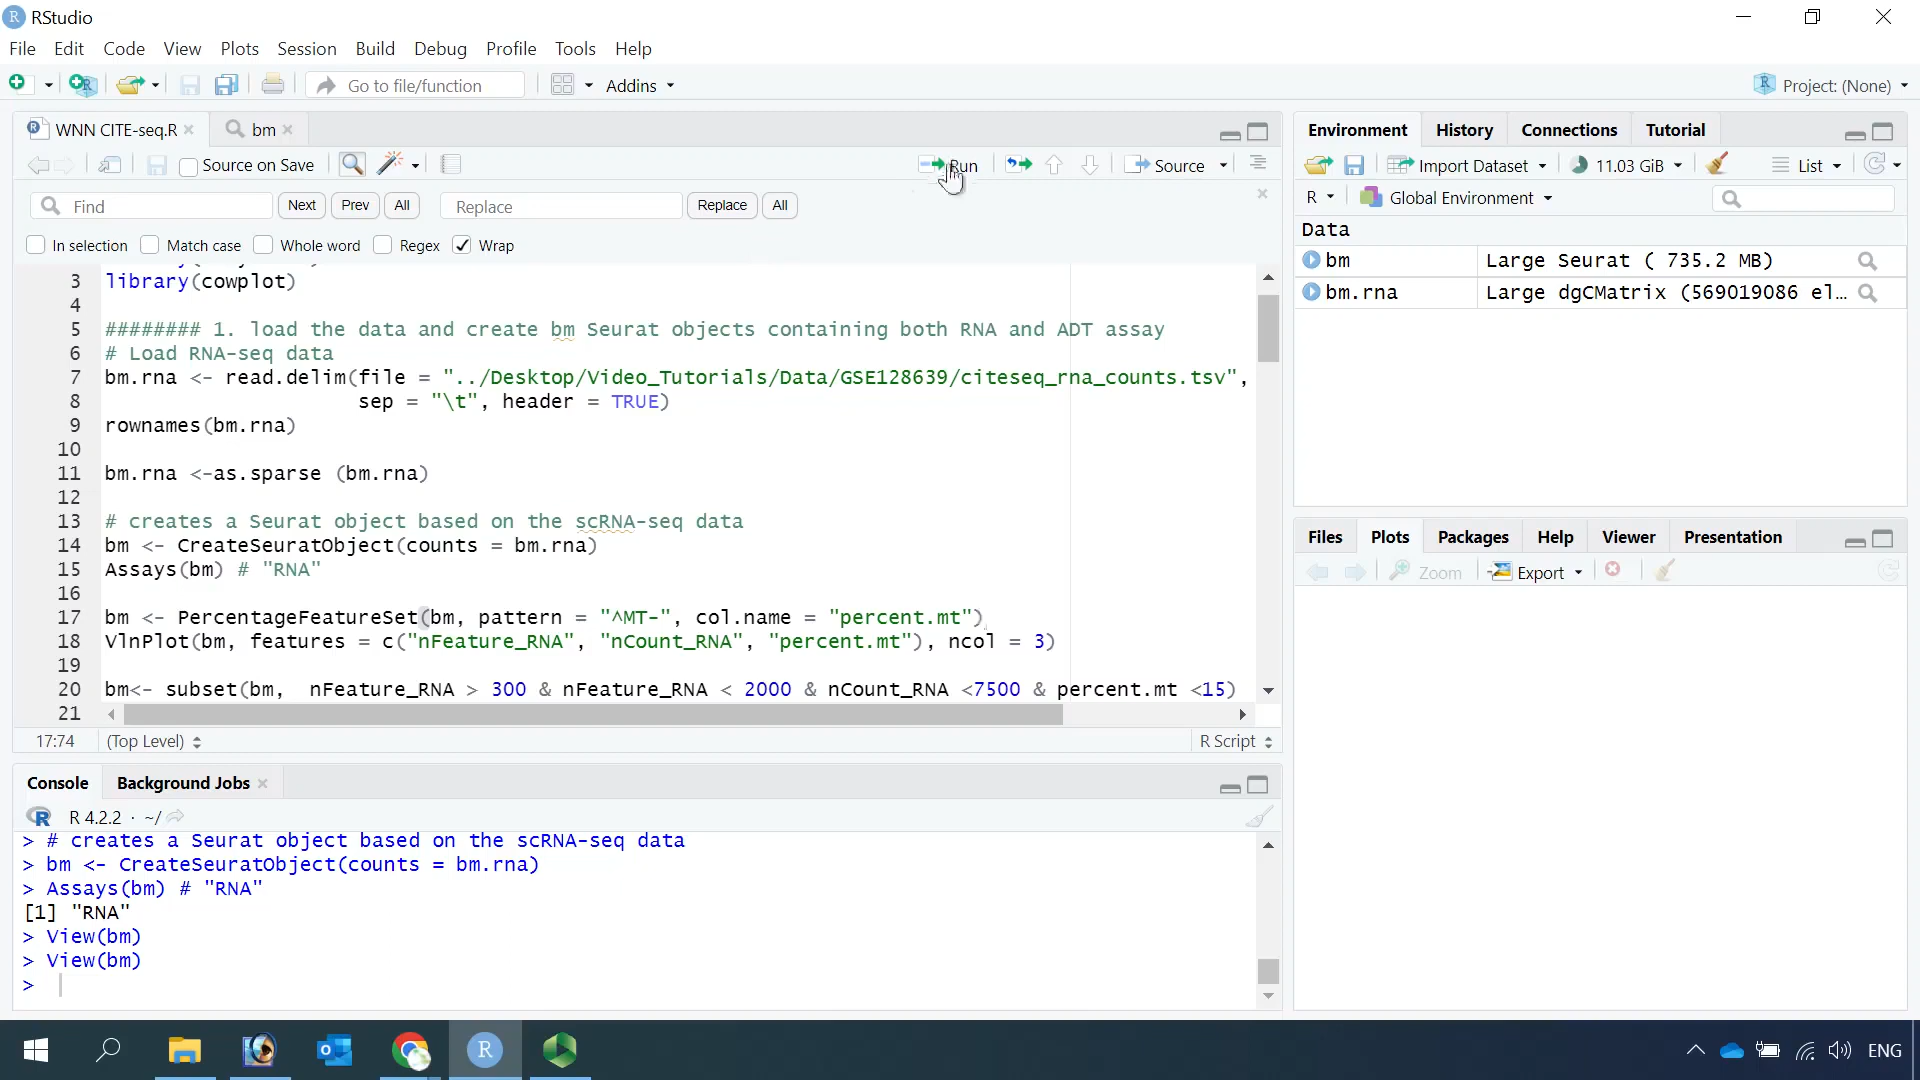 RStudio
File Edit Code View Plots Session Build Debug Profile Tools Help
Go to file/function Addins Project: (None)
WNN CITE-seq.R bm
Source on Save Run Source
Find Next Prev All Replace Replace All
In selection Match case Whole word Regex Wrap
3 library(cowplot)
4
5 ######## 1. load the data and create bm Seurat objects containing both RNA and ADT assay
6 # Load RNA-seq data
7 bm.rna <- read.delim(file = "../Desktop/Video_Tutorials/Data/GSE128639/citeseq_rna_counts.tsv",
8 sep = "\t", header = TRUE)
9 rownames(bm.rna)
10
11 bm.rna <-as.sparse (bm.rna)
12
13 # creates a Seurat object based on the scRNA-seq data
14 bm <- CreateSeuratObject(counts = bm.rna)
15 Assays(bm) # "RNA"
16
17 bm <- PercentageFeatureSet(bm, pattern = "^MT-", col.name = "percent.mt")
18 VlnPlot(bm, features = c("nFeature_RNA", "nCount_RNA", "percent.mt"), ncol = 3)
19
20 bm<- subset(bm,  nFeature_RNA > 300 & nFeature_RNA < 2000 & nCount_RNA <7500 & percent.mt <15)
21
17:74 (Top Level) R Script
Console Background Jobs
R 4.2.2 · ~/
> # creates a Seurat object based on the scRNA-seq data
> bm <- CreateSeuratObject(counts = bm.rna)
> Assays(bm) # "RNA"
[1] "RNA"
> View(bm)
> View(bm)
>
Environment History Connections Tutorial
Import Dataset 11.03 GiB List
R Global Environment
Data
bm Large Seurat ( 735.2 MB)
bm.rna Large dgCMatrix (569019086 el…
Files Plots Packages Help Viewer Presentation
Zoom Export
ENG